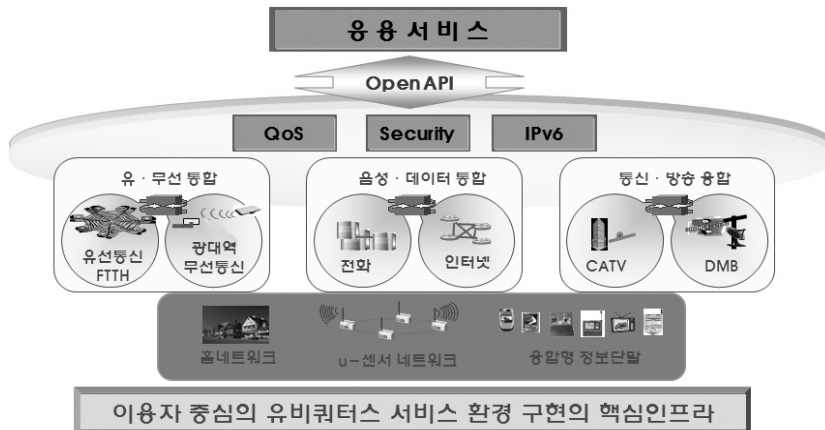 응용서비스
OpenAPI
QoS Security IPv6
유·무선 통합 음성·데이터 통합 통신·방송 융합
유선통신 FTTH
광대역 무선통신
전화
인터넷
CATV
DMB
홈네트워크 u-센서 네트워크 융합형 정보단말
이용자 중심의 유비쿼터스 서비스 환경 구현의 핵심인프라